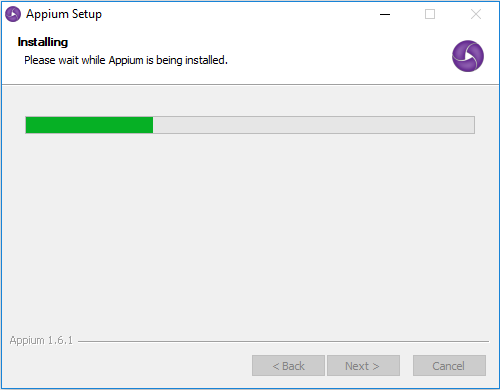 Appium Setup
Installing
Please wait while Appium is being installed.
Appium 1.6.1
< Back Next > Cancel